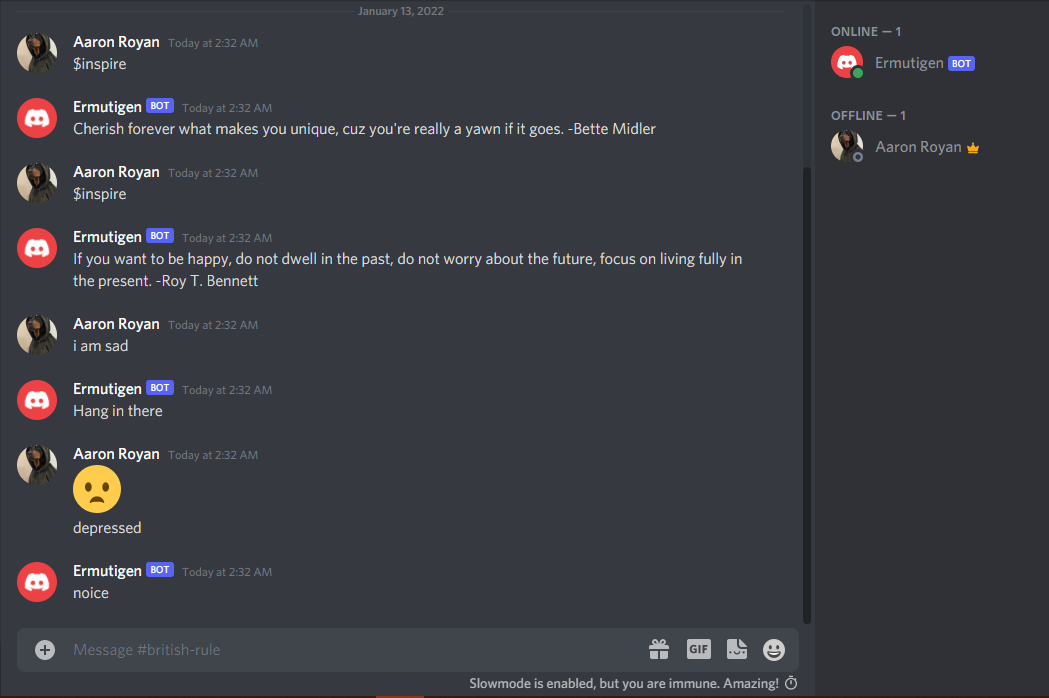 January 13, 2022
Aaron Royan Today at 2:32 AM
$inspire
Ermutigen BOT Today at 2:32 AM
Cherish forever what makes you unique, cuz you're really a yawn if it goes. -Bette Midler
Aaron Royan Today at 2:32 AM
$inspire
Ermutigen BOT Today at 2:32 AM
If you want to be happy, do not dwell in the past, do not worry about the future, focus on living fully in
the present. -Roy T. Bennett
Aaron Royan Today at 2:32 AM
i am sad
Ermutigen BOT Today at 2:32 AM
Hang in there
Aaron Royan Today at 2:32 AM
depressed
Ermutigen BOT Today at 2:32 AM
noice
Message #british-rule
GIF
Slowmode is enabled, but you are immune. Amazing!
ONLINE — 1
Ermutigen BOT
OFFLINE — 1
Aaron Royan